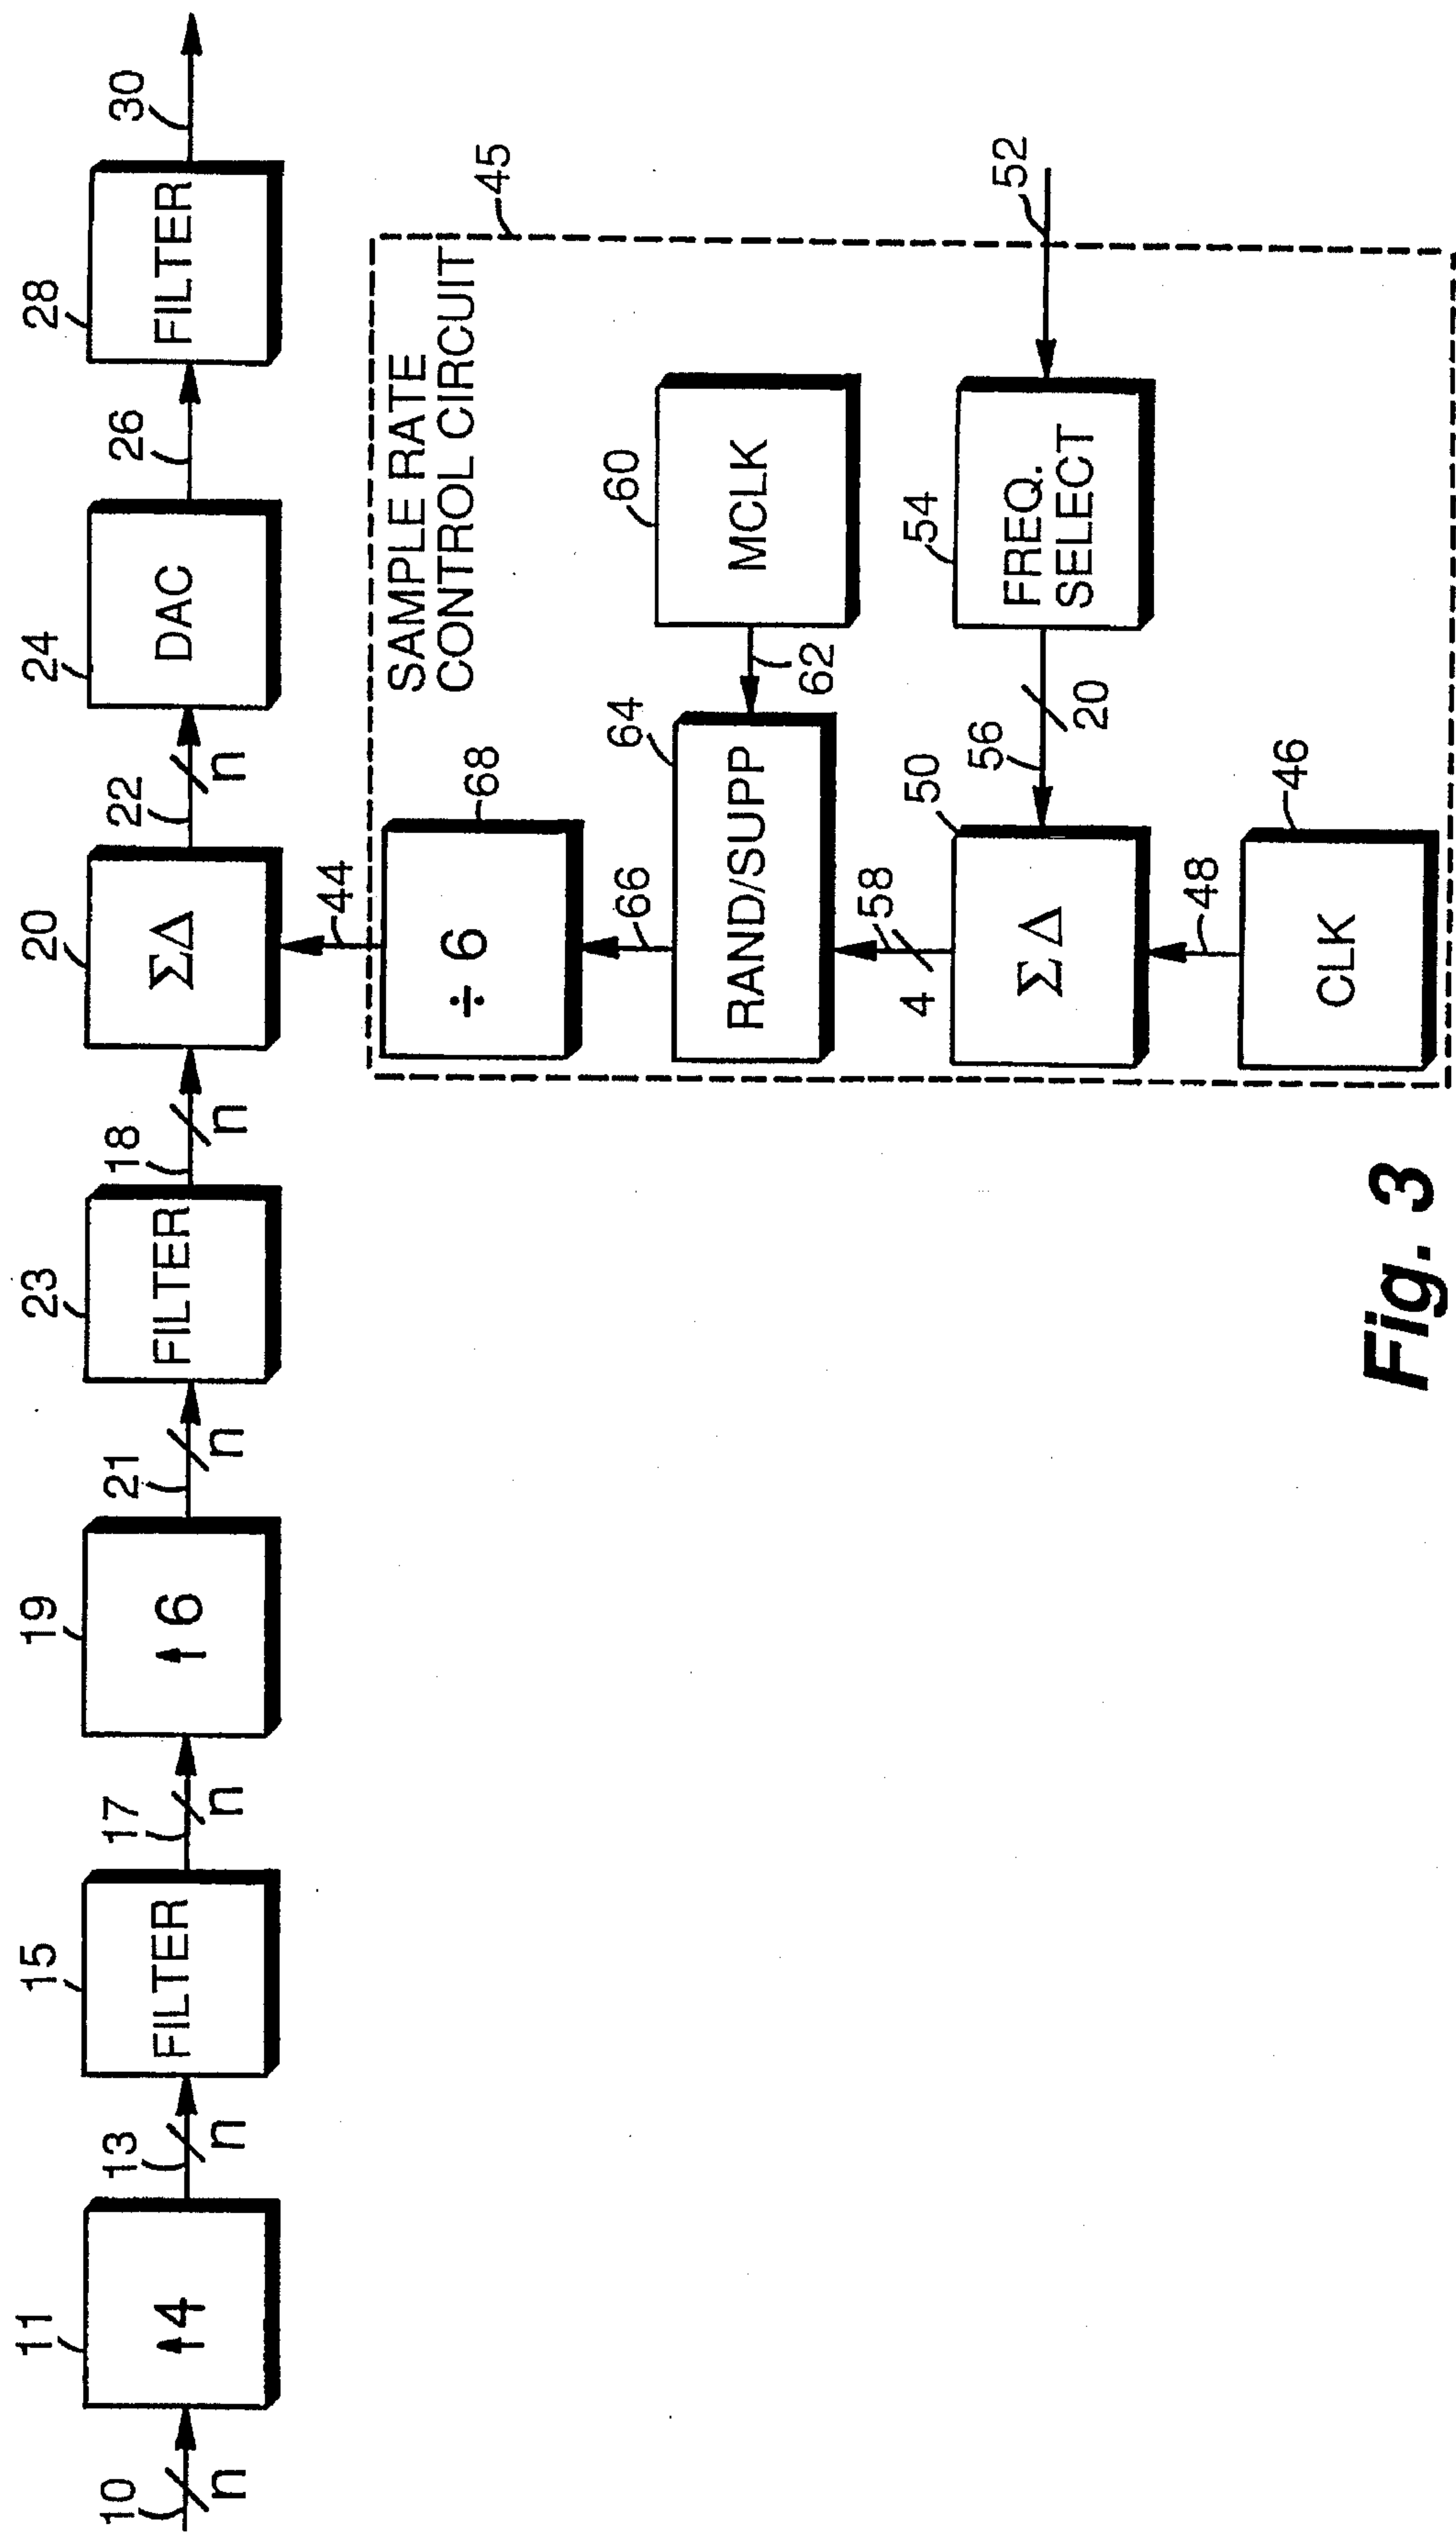 10
n
11
↑4
13
n
15
FILTER
17
n
19
↑6
21
n
23
FILTER
18
n
20
ΣΔ
22
n
24
DAC
26
28
FILTER
30
44
45
SAMPLE RATE
CONTROL CIRCUIT
÷ 6
68
66
64
RAND/SUPP
62
60
MCLK
58
4
50
ΣΔ
56
20
54
FREQ.
SELECT
52
48
46
CLK
Fig. 3